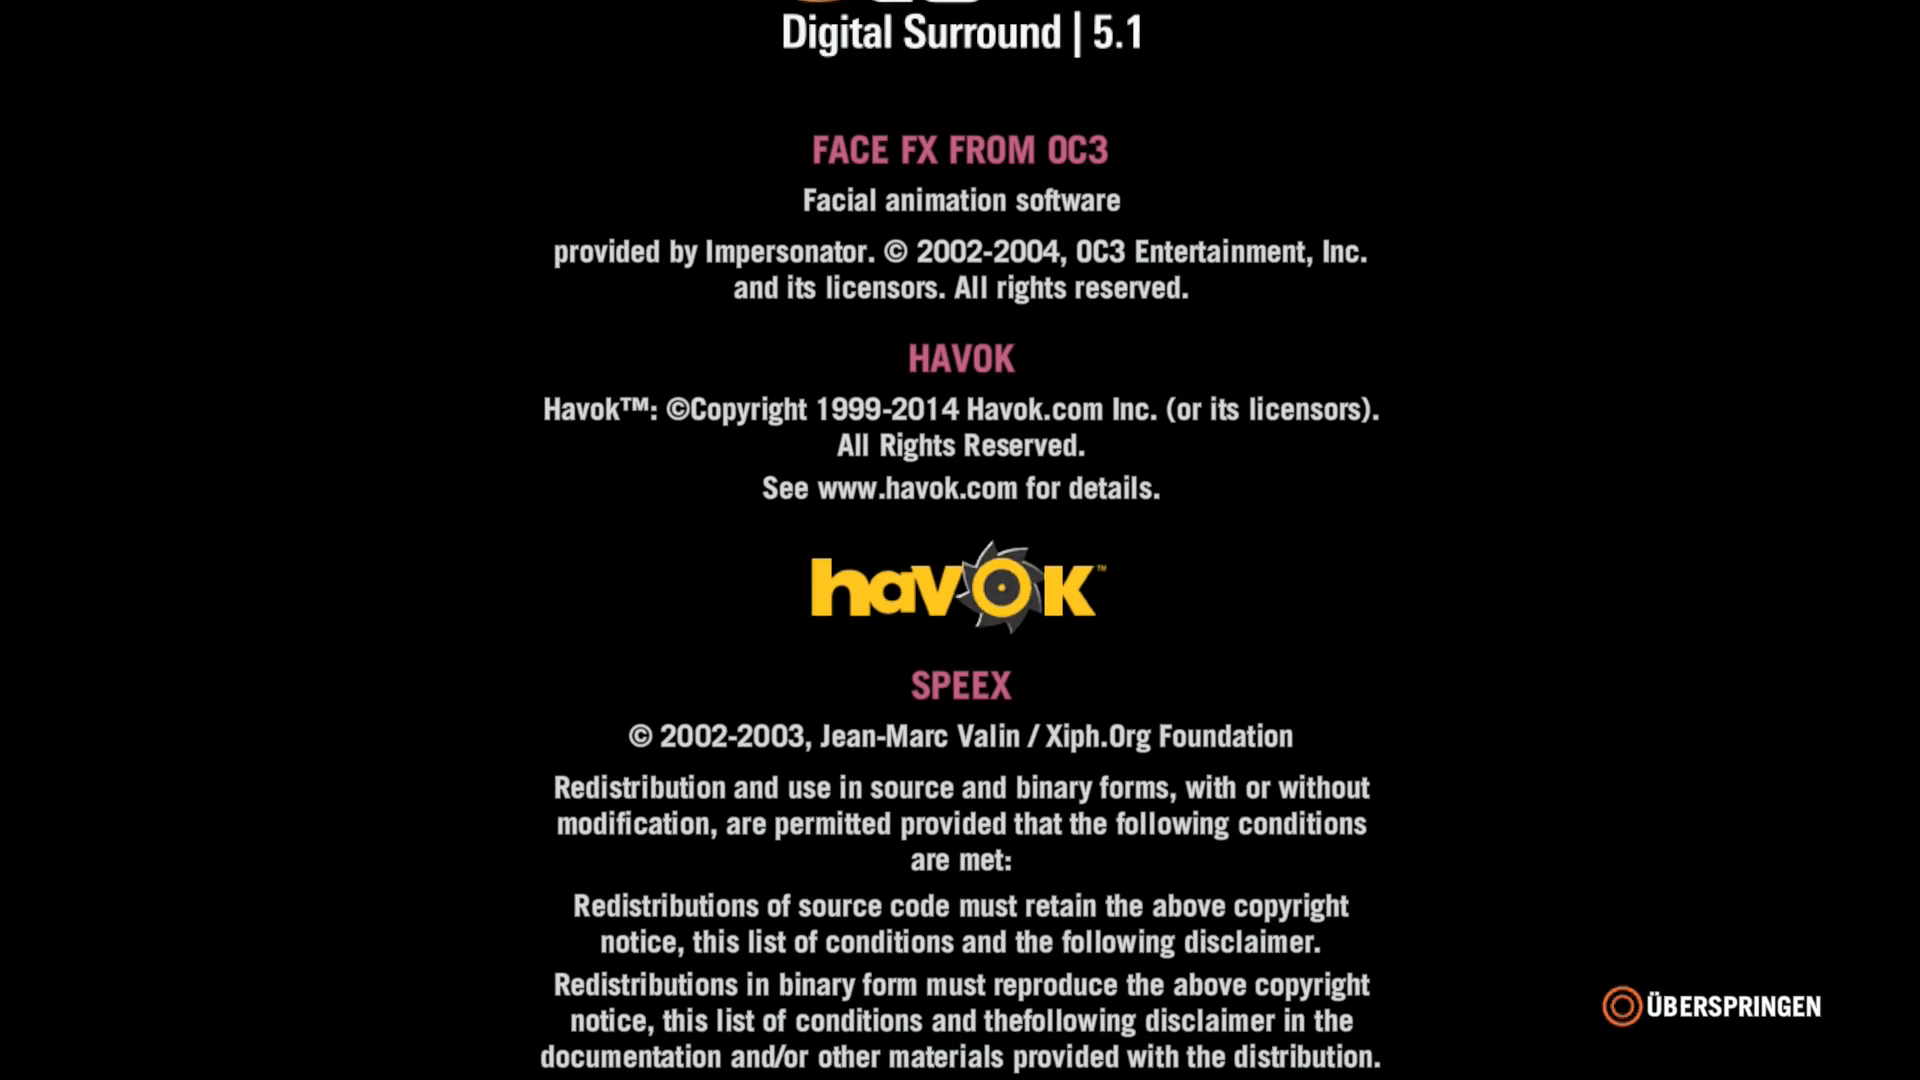 Digital Surround | 5.1
FACE FX FROM OC3
Facial animation software
provided by Impersonator. © 2002-2004, OC3 Entertainment, Inc.
and its licensors. All rights reserved.
HAVOK
Havok™: ©Copyright 1999-2014 Havok.com Inc. (or its licensors).
All Rights Reserved.
See www.havok.com for details.
havok™
SPEEX
© 2002-2003, Jean-Marc Valin / Xiph.Org Foundation
Redistribution and use in source and binary forms, with or without
modification, are permitted provided that the following conditions
are met:
Redistributions of source code must retain the above copyright
notice, this list of conditions and the following disclaimer.
Redistributions in binary form must reproduce the above copyright
notice, this list of conditions and thefollowing disclaimer in the
documentation and/or other materials provided with the distribution.
ÜBERSPRINGEN